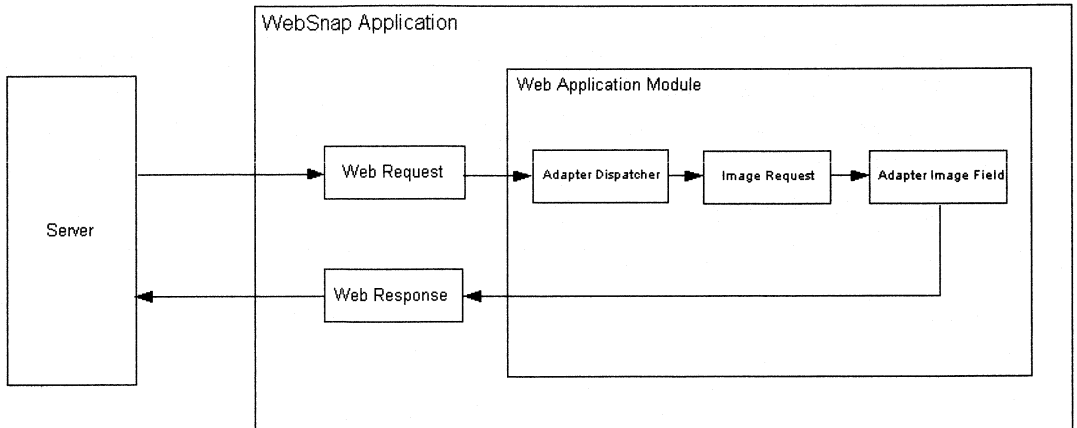 WebSnap Application
Web Application Module
Web Request
Adapter Dispatcher
Image Request
Adapter Image Field
Server
Web Response